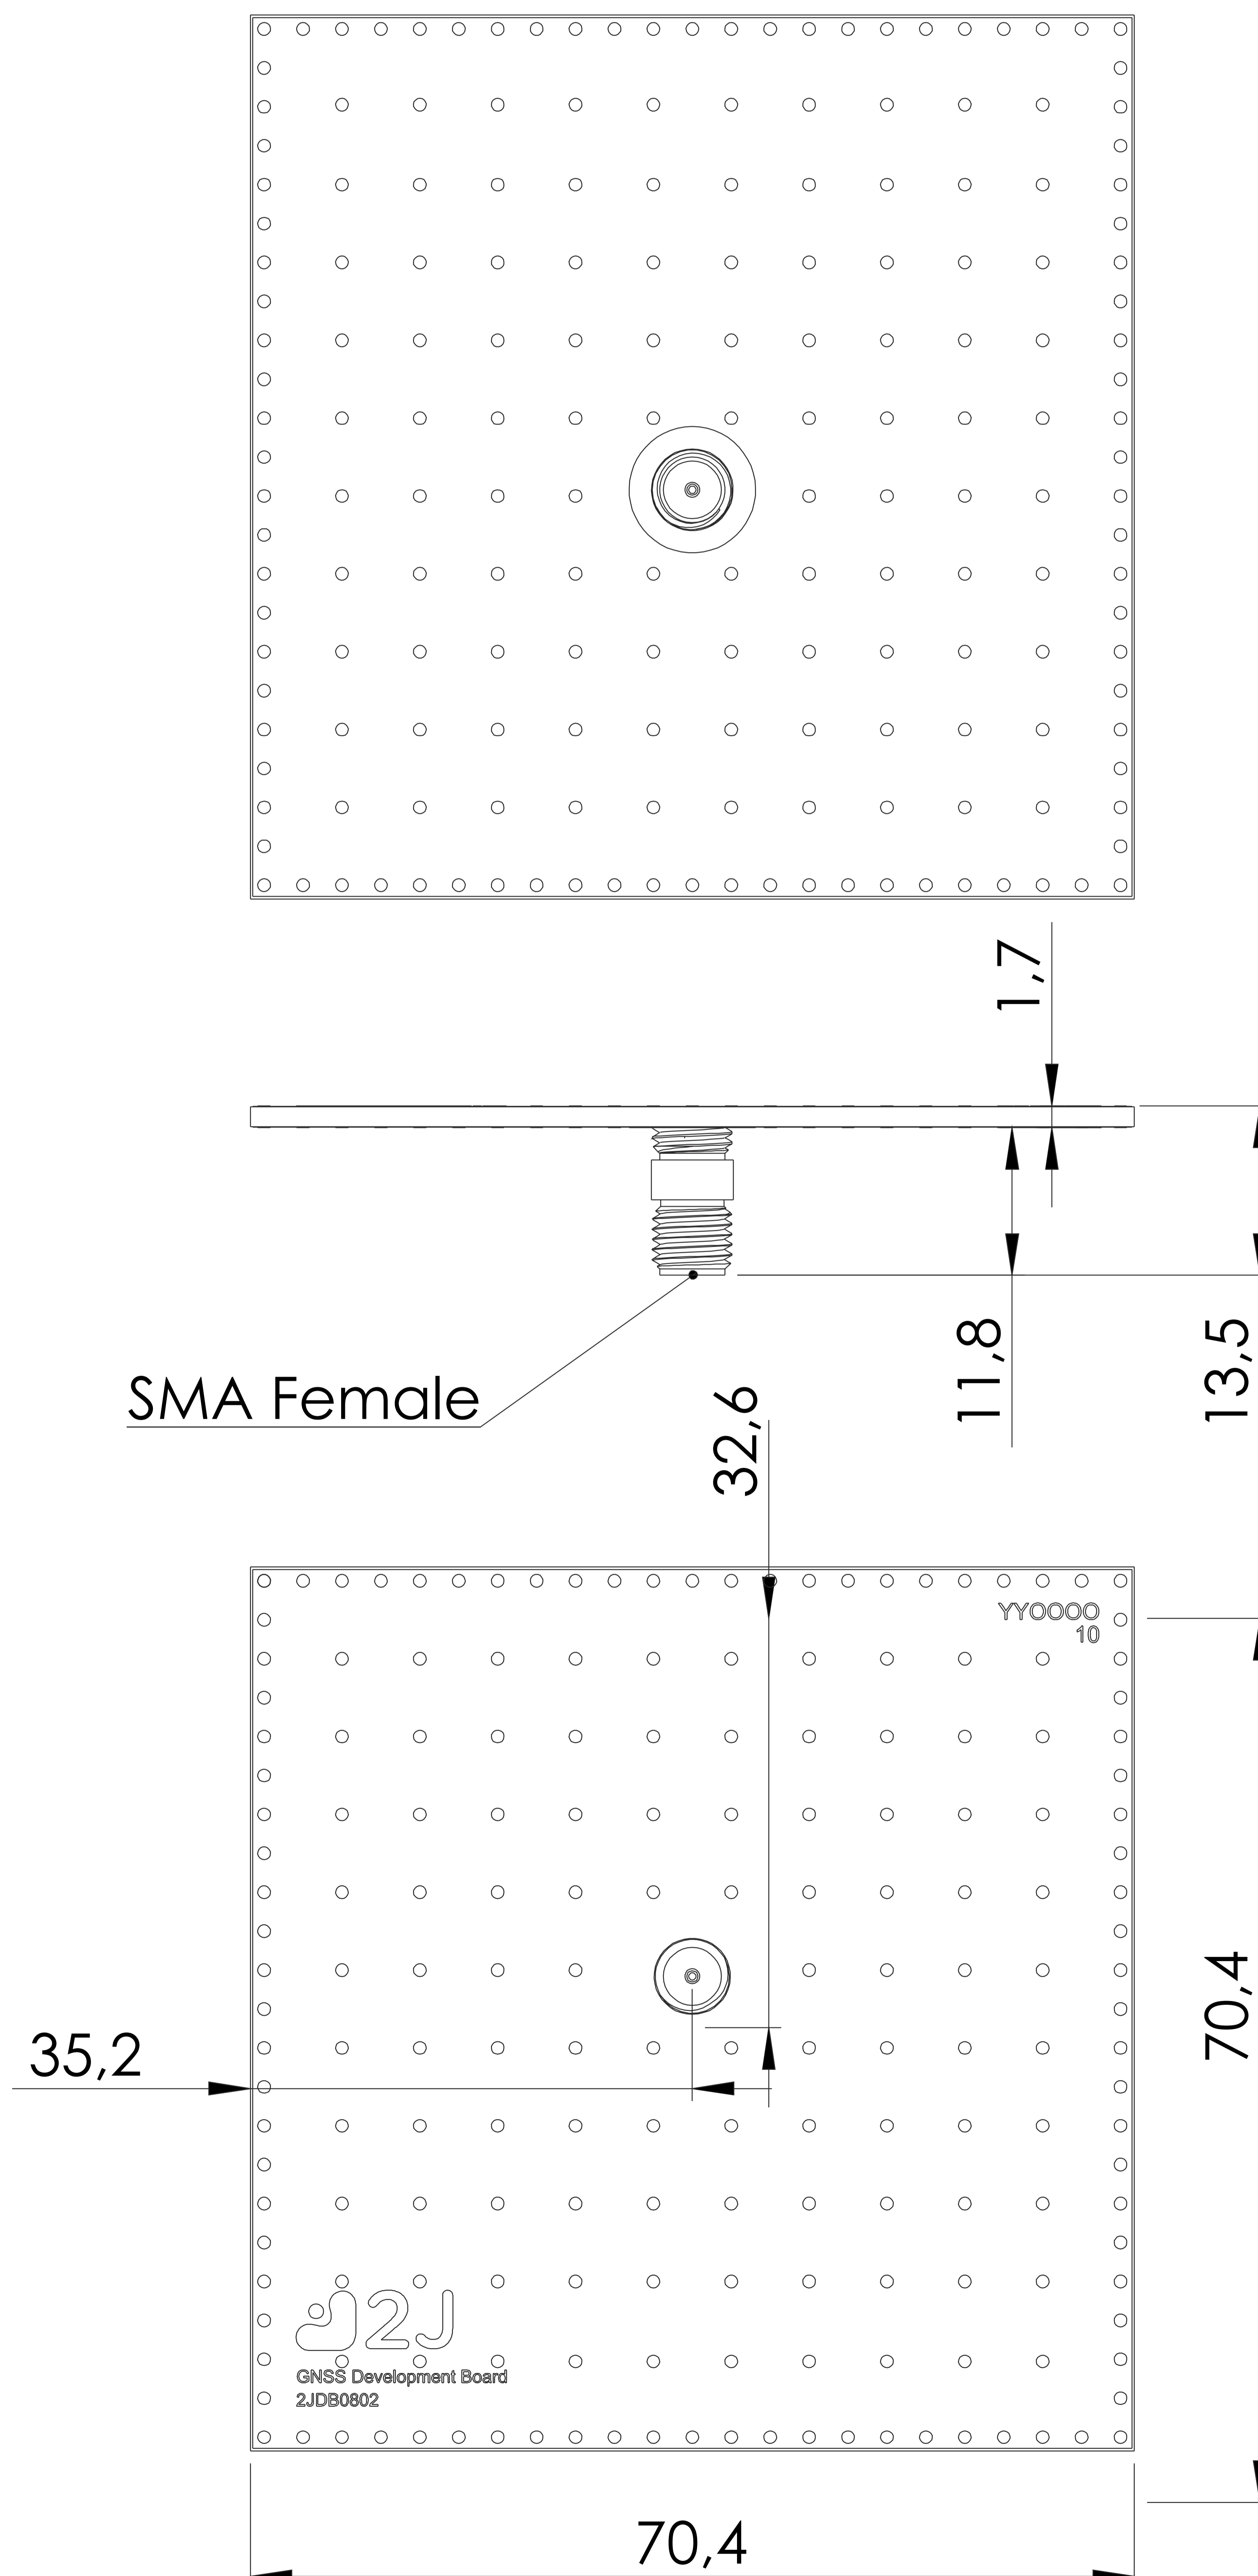 1,7
11,8
13,5
SMA Female
32,6
YYOOOO
10
35,2
70,4
2J
GNSS Development Board
2JDB0802
70,4